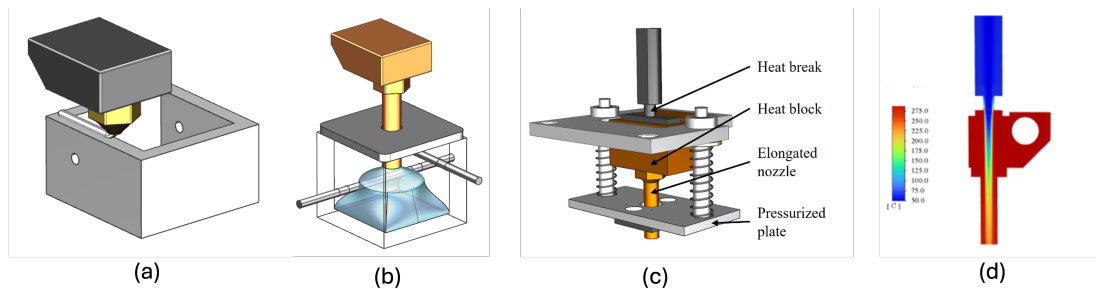 Heat break
Heat block
Elongated
nozzle
Pressurized
plate
275.0
250.0
225.0
200.0
175.0
150.0
125.0
100.0
75.0
50.0
[ C ]
(a)
(b)
(c)
(d)